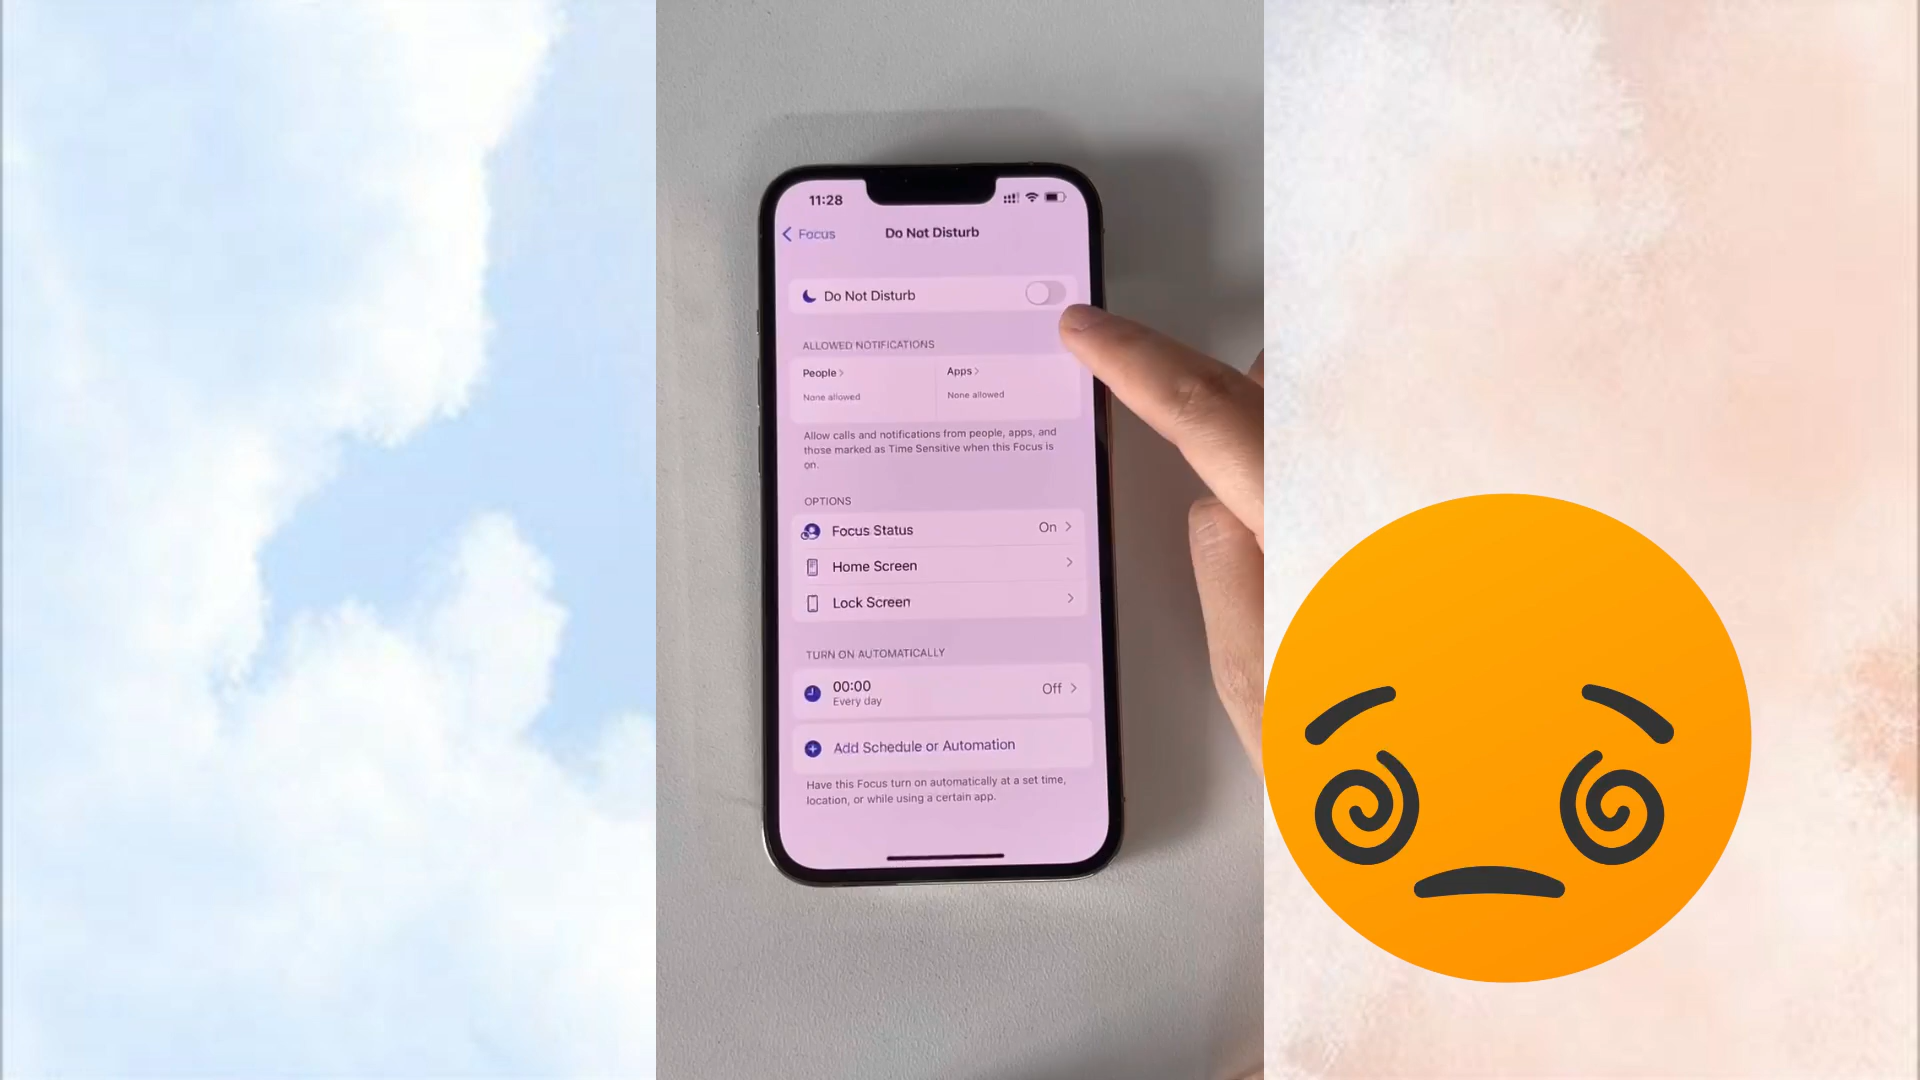 11:28
Focus
Do Not Disturb
Do Not Disturb
ALLOWED NOTIFICATIONS
People
Apps
None allowed
None allowed
Allow calls and notifications from people, apps, and
those marked as Time Sensitive when this Focus is
on.
OPTIONS
Focus Status
On
Home Screen
Lock Screen
TURN ON AUTOMATICALLY
00:00
Off
Every day
Add Schedule or Automation
Have this Focus turn on automatically at a set time,
location, or while using a certain app.